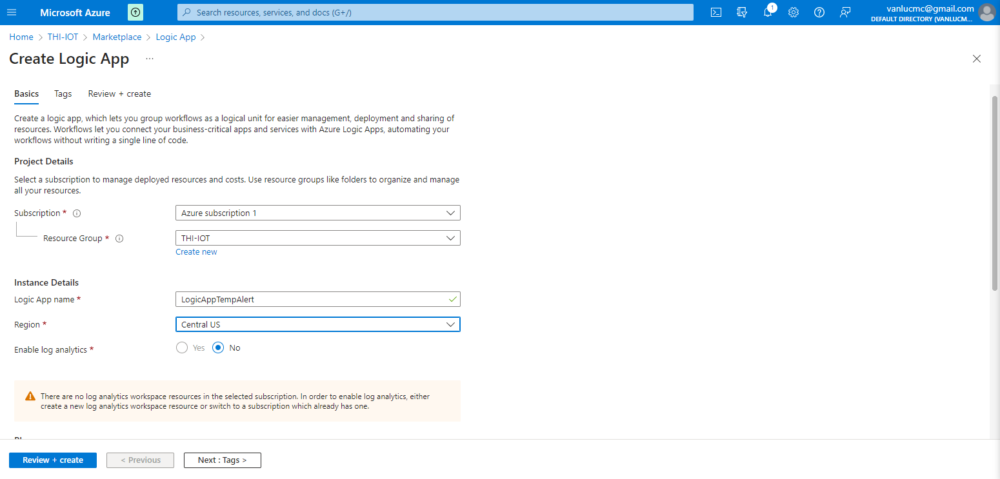 Microsoft Azure
Search resources, services, and docs (G+/)
1
vanlucmc@gmail.com
DEFAULT DIRECTORY (VANLUCM...
Home > THI-IOT > Marketplace > Logic App >
Create Logic App ...
Basics Tags Review + create
Create a logic app, which lets you group workflows as a logical unit for easier management, deployment and sharing of
resources. Workflows let you connect your business-critical apps and services with Azure Logic Apps, automating your
workflows without writing a single line of code.
Project Details
Select a subscription to manage deployed resources and costs. Use resource groups like folders to organize and manage
all your resources.
Subscription * Azure subscription 1
Resource Group * THI-IOT
Create new
Instance Details
Logic App name * LogicAppTempAlert
Region * Central US
Enable log analytics * Yes No
There are no log analytics workspace resources in the selected subscription. In order to enable log analytics, either
create a new log analytics workspace resource or switch to a subscription which already has one.
Review + create < Previous Next : Tags >